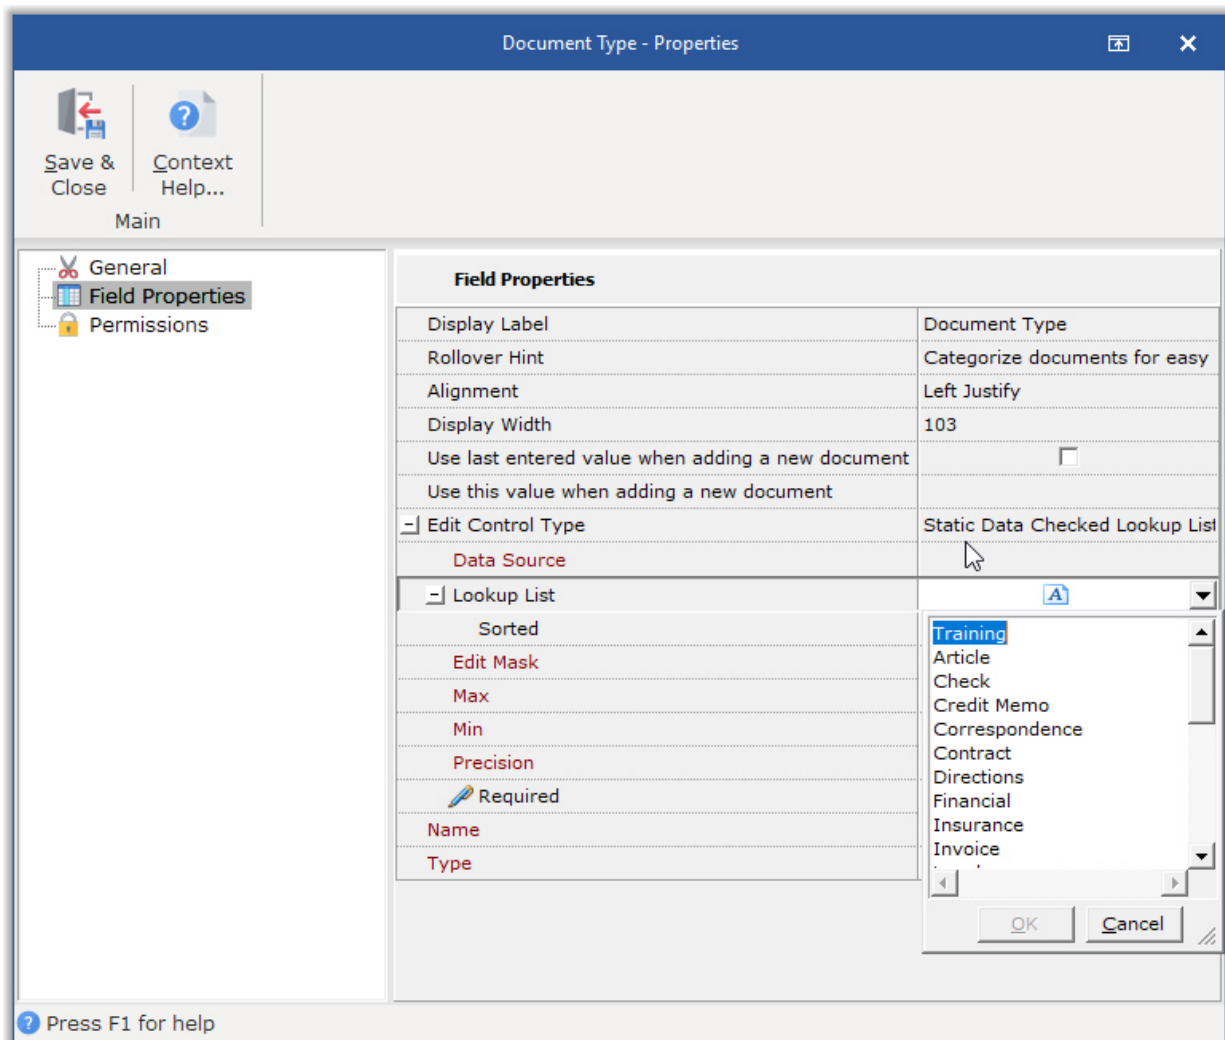 Document Type - Properties
Save & Close
Context Help...
Main
General
Field Properties
Permissions
Field Properties
Display Label Document Type
Rollover Hint Categorize documents for easy
Alignment Left Justify
Display Width 103
Use last entered value when adding a new document
Use this value when adding a new document
Edit Control Type Static Data Checked Lookup List
Data Source
Lookup List A
Sorted
Edit Mask
Max
Min
Precision
Required
Name
Type
Training
Article
Check
Credit Memo
Correspondence
Contract
Directions
Financial
Insurance
Invoice
OK Cancel
Press F1 for help